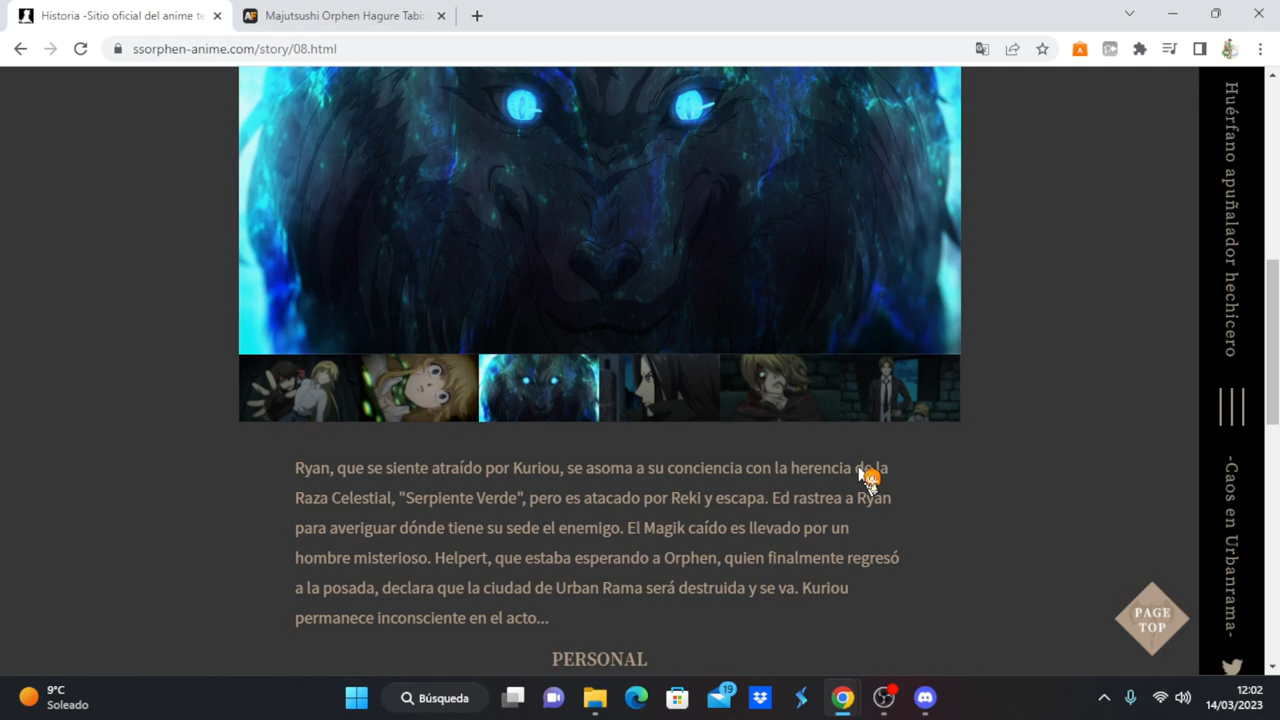 Historia -Sitio oficial del anime te
Majutsushi Orphen Hagure Tabi:
ssorphen-anime.com/story/08.html
Huérfano apuñalador hechicero
-Caos en Urbanrama-
Ryan, que se siente atraído por Kuriou, se asoma a su conciencia con la herencia de la
Raza Celestial, "Serpiente Verde", pero es atacado por Reki y escapa. Ed rastrea a Ryan
para averiguar dónde tiene su sede el enemigo. El Magik caído es llevado por un
hombre misterioso. Helpert, que estaba esperando a Orphen, quien finalmente regresó
a la posada, declara que la ciudad de Urban Rama será destruida y se va. Kuriou
permanece inconsciente en el acto...
PERSONAL
PAGE
TOP
9°C
Soleado
Búsqueda
19
12:02
14/03/2023